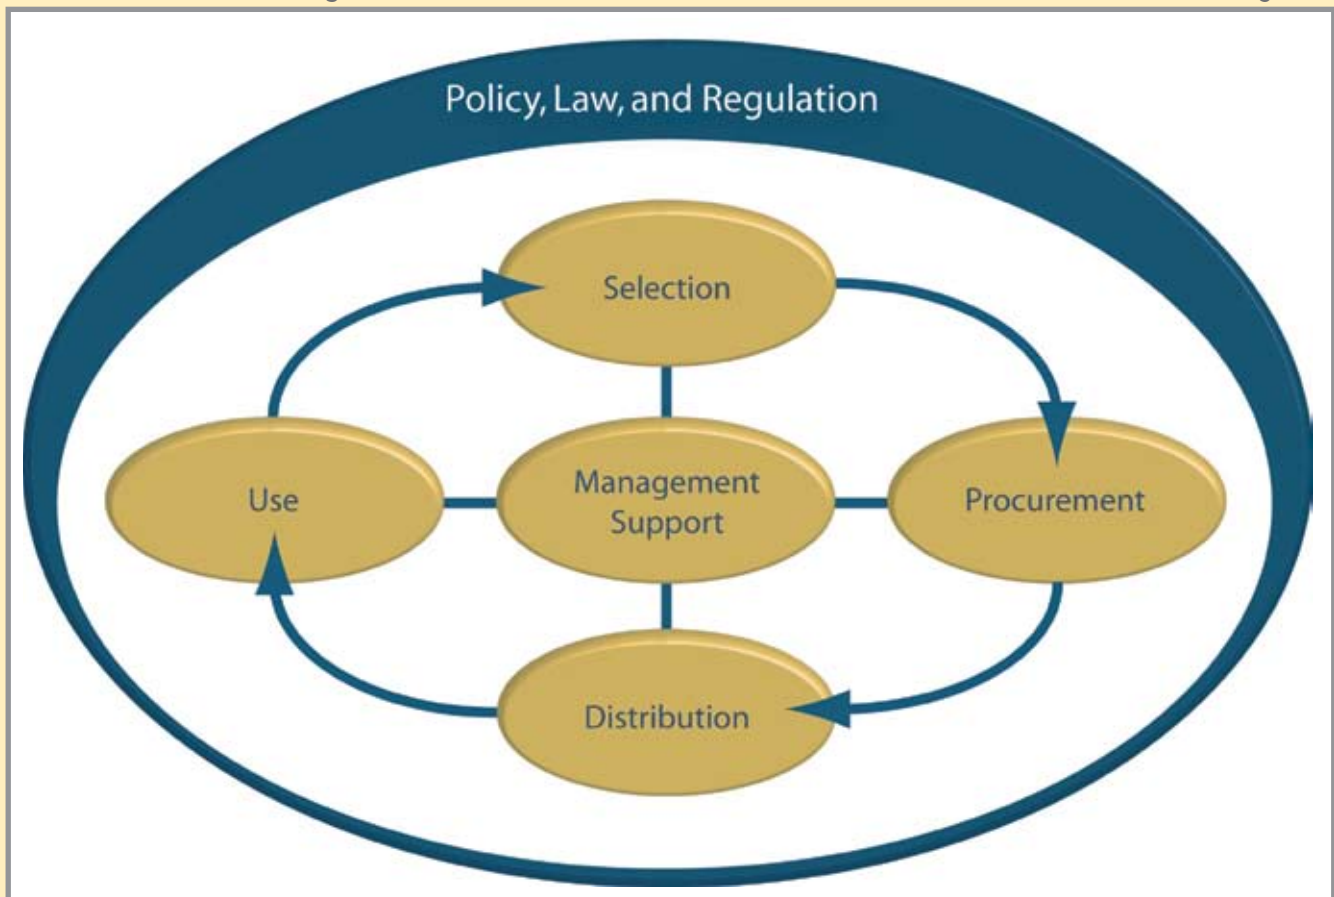 Policy, Law, and Regulation
Selection
Use
Management
Support
Procurement
Distribution